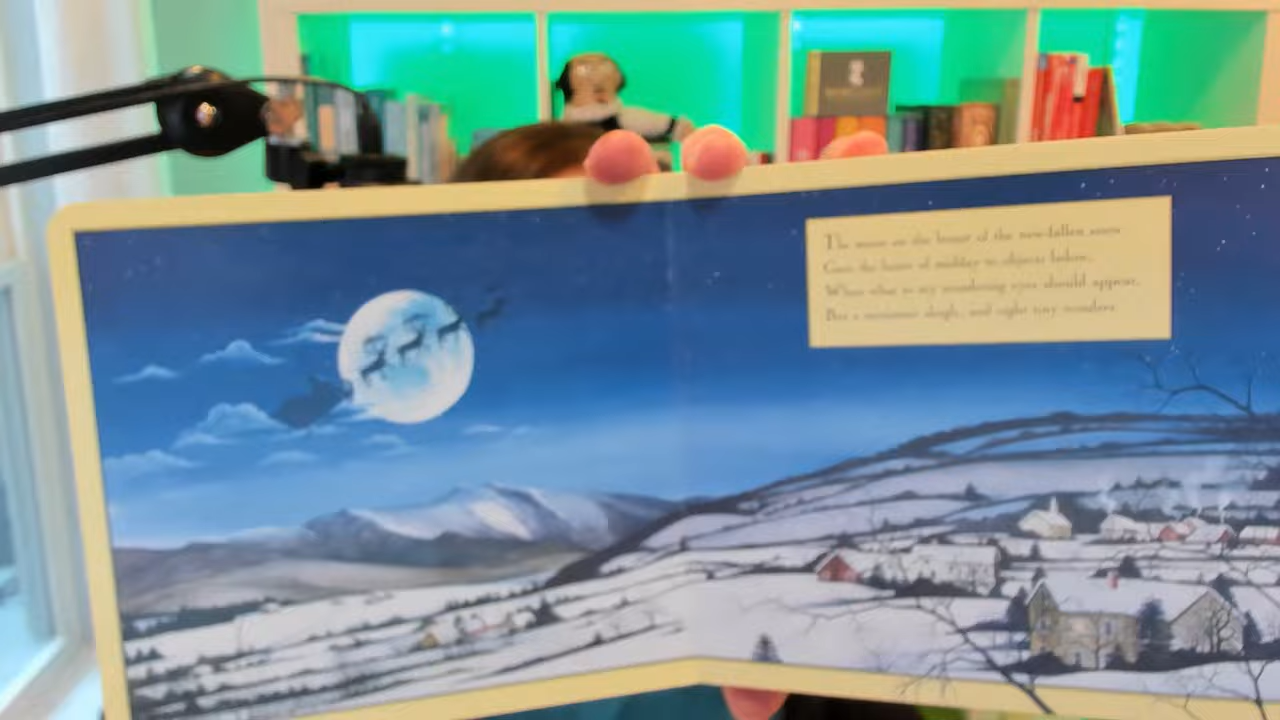 The moon on the breast of the new-fallen snow
Gave the lustre of midday to objects below,
When what to my wondering eyes should appear,
But a miniature sleigh, and eight tiny reindeer.